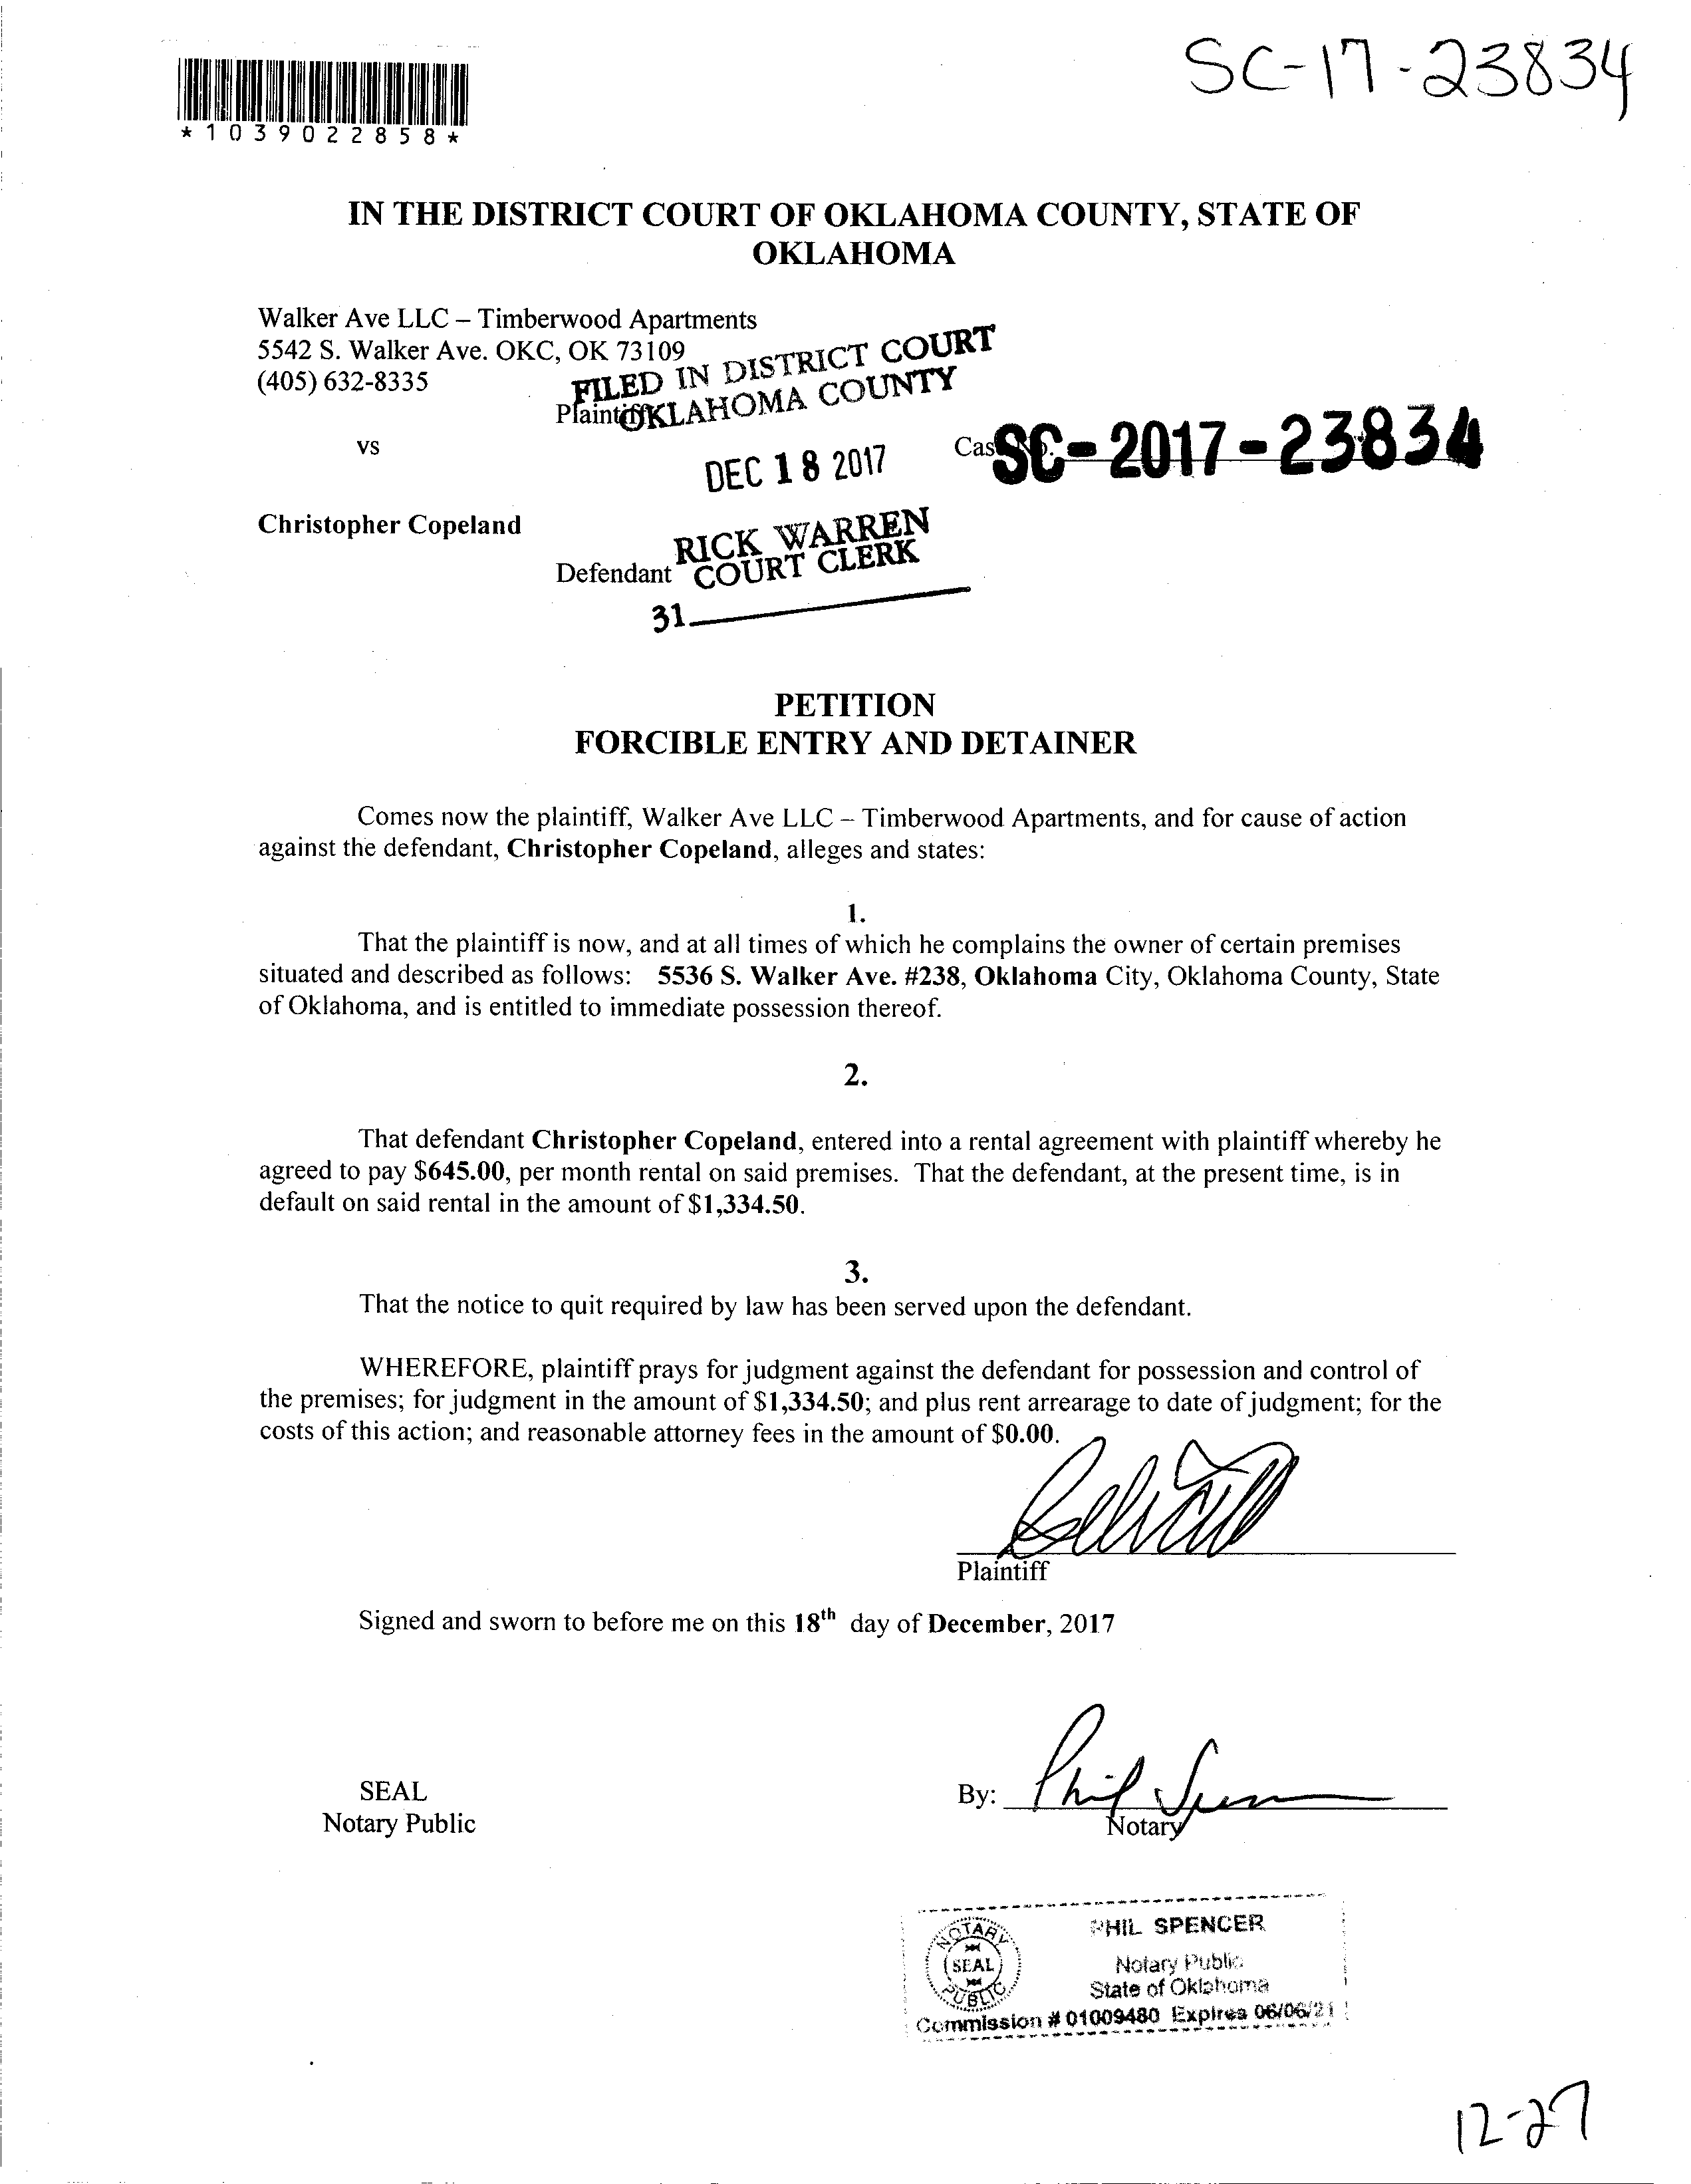 SC-17-23834
*1039022858*
IN THE DISTRICT COURT OF OKLAHOMA COUNTY, STATE OF
OKLAHOMA
Walker Ave LLC – Timberwood Apartments
5542 S. Walker Ave. OKC, OK 73109
(405) 632-8335
FILED IN DISTRICT COURT
OKLAHOMA COUNTY
Plaintiff
vs
DEC 18 2017
Case No. SC-2017-23834
Christopher Copeland
RICK WARREN
COURT CLERK
Defendant
31
PETITION
FORCIBLE ENTRY AND DETAINER
Comes now the plaintiff, Walker Ave LLC – Timberwood Apartments, and for cause of action
against the defendant, Christopher Copeland, alleges and states:
1.
That the plaintiff is now, and at all times of which he complains the owner of certain premises
situated and described as follows: 5536 S. Walker Ave. #238, Oklahoma City, Oklahoma County, State
of Oklahoma, and is entitled to immediate possession thereof.
2.
That defendant Christopher Copeland, entered into a rental agreement with plaintiff whereby he
agreed to pay $645.00, per month rental on said premises. That the defendant, at the present time, is in
default on said rental in the amount of $1,334.50.
3.
That the notice to quit required by law has been served upon the defendant.
WHEREFORE, plaintiff prays for judgment against the defendant for possession and control of
the premises; for judgment in the amount of $1,334.50; and plus rent arrearage to date of judgment; for the
costs of this action; and reasonable attorney fees in the amount of $0.00.
Plaintiff
Signed and sworn to before me on this 18th day of December, 2017
SEAL
Notary Public
By: Phil Spencer
Notary
NOTARY
SEAL
PUBLIC
PHIL SPENCER
Notary Public
State of Oklahoma
Commission # 01009480 Expires 06/06/21
12-27